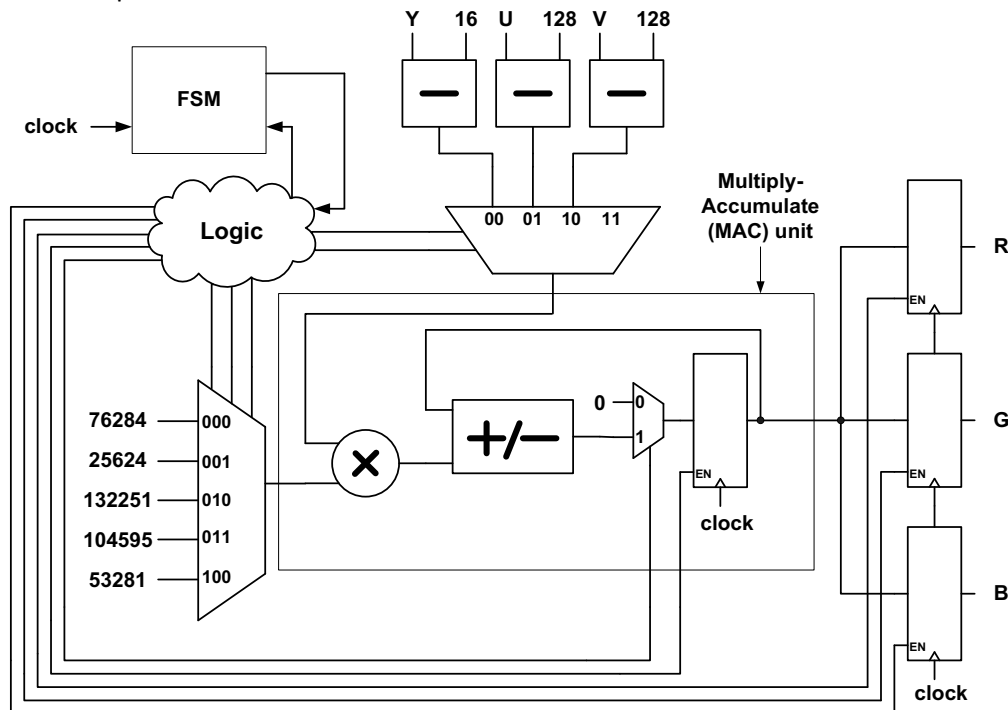 Y 16 U 128 V 128
FSM
clock
Logic
00 01 10 11
Multiply-
Accumulate
(MAC) unit
R
EN
76284 000
25624 001
132251 010
104595 011
53281 100
×
+/−
0 0
1
EN
clock
G
EN
B
EN
clock